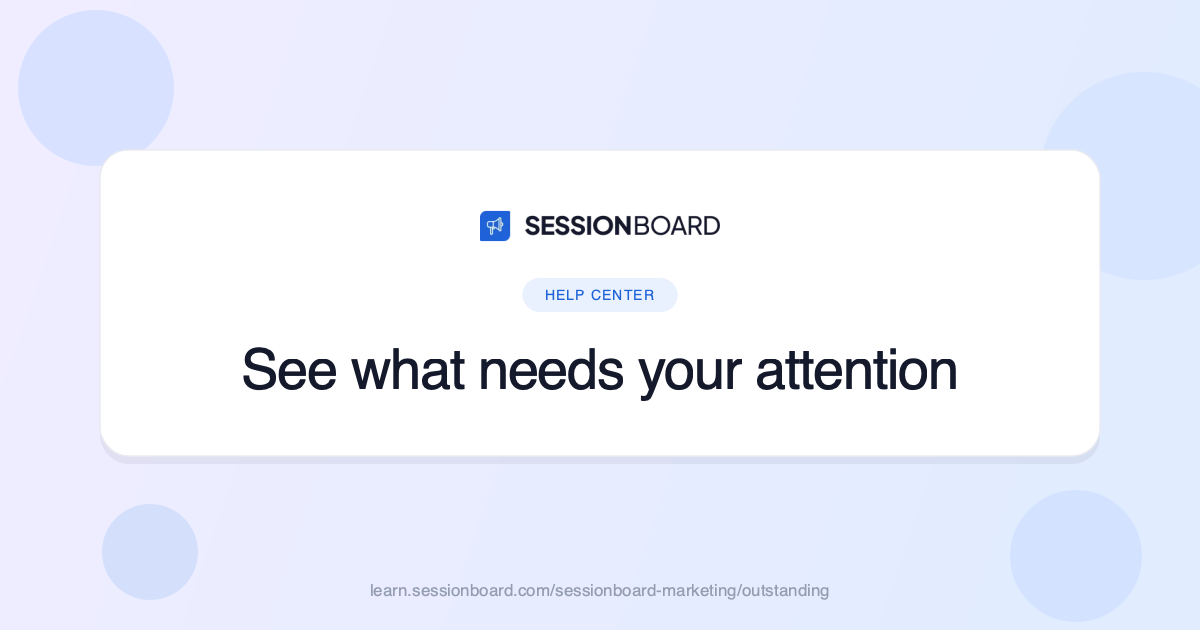 SESSIONBOARD
HELP CENTER
See what needs your attention
learn.sessionboard.com/sessionboard-marketing/outstanding